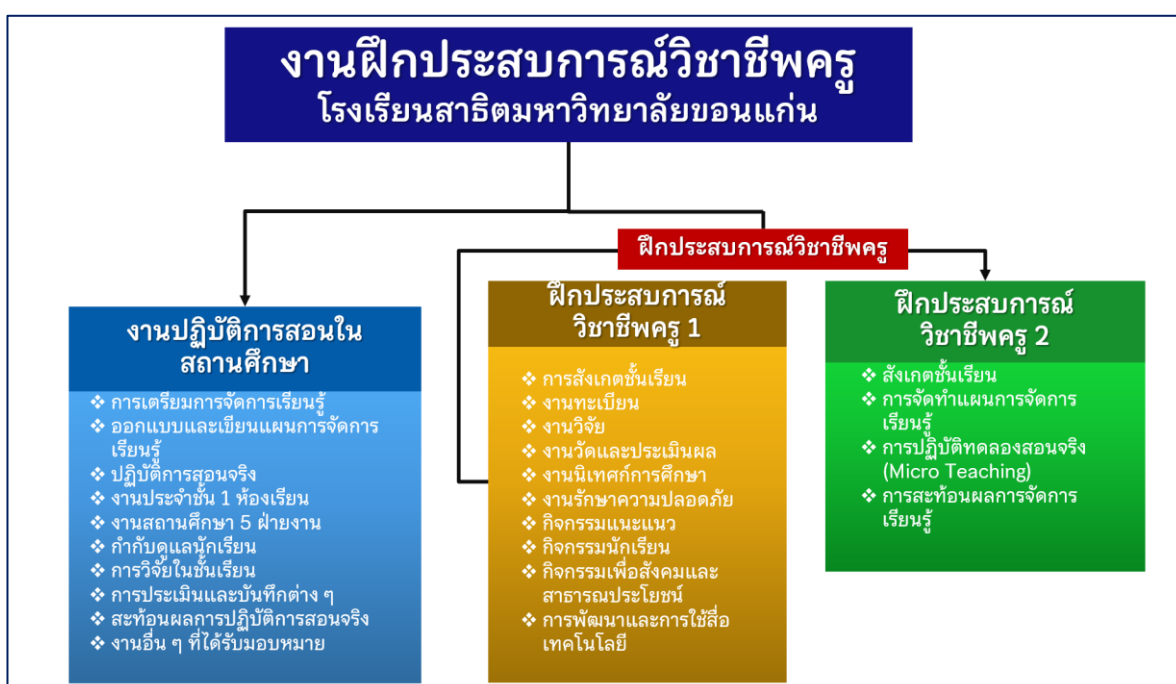 งานฝึกประสบการณ์วิชาชีพครู
โรงเรียนสาธิตมหาวิทยาลัยขอนแก่น
ฝึกประสบการณ์วิชาชีพครู
งานปฏิบัติการสอนใน
สถานศึกษา
❖ การเตรียมการจัดการเรียนรู้
❖ ออกแบบและเขียนแผนการจัดการ
เรียนรู้
❖ ปฏิบัติการสอนจริง
❖ งานประจำชั้น 1 ห้องเรียน
❖ งานสถานศึกษา 5 ฝ่ายงาน
❖ กำกับดูแลนักเรียน
❖ การวิจัยในชั้นเรียน
❖ การประเมินและบันทึกต่าง ๆ
❖ สะท้อนผลการปฏิบัติการสอนจริง
❖ งานอื่น ๆ ที่ได้รับมอบหมาย
ฝึกประสบการณ์
วิชาชีพครู 1
❖ การสังเกตชั้นเรียน
❖ งานทะเบียน
❖ งานวิจัย
❖ งานวัดและประเมินผล
❖ งานนิเทศก์การศึกษา
❖ งานรักษาความปลอดภัย
❖ กิจกรรมแนะแนว
❖ กิจกรรมนักเรียน
❖ กิจกรรมเพื่อสังคมและ
สาธารณประโยชน์
❖ การพัฒนาและการใช้สื่อ
เทคโนโลยี
ฝึกประสบการณ์
วิชาชีพครู 2
❖ สังเกตชั้นเรียน
❖ การจัดทำแผนการจัดการ
เรียนรู้
❖ การปฏิบัติทดลองสอนจริง
(Micro Teaching)
❖ การสะท้อนผลการจัดการ
เรียนรู้